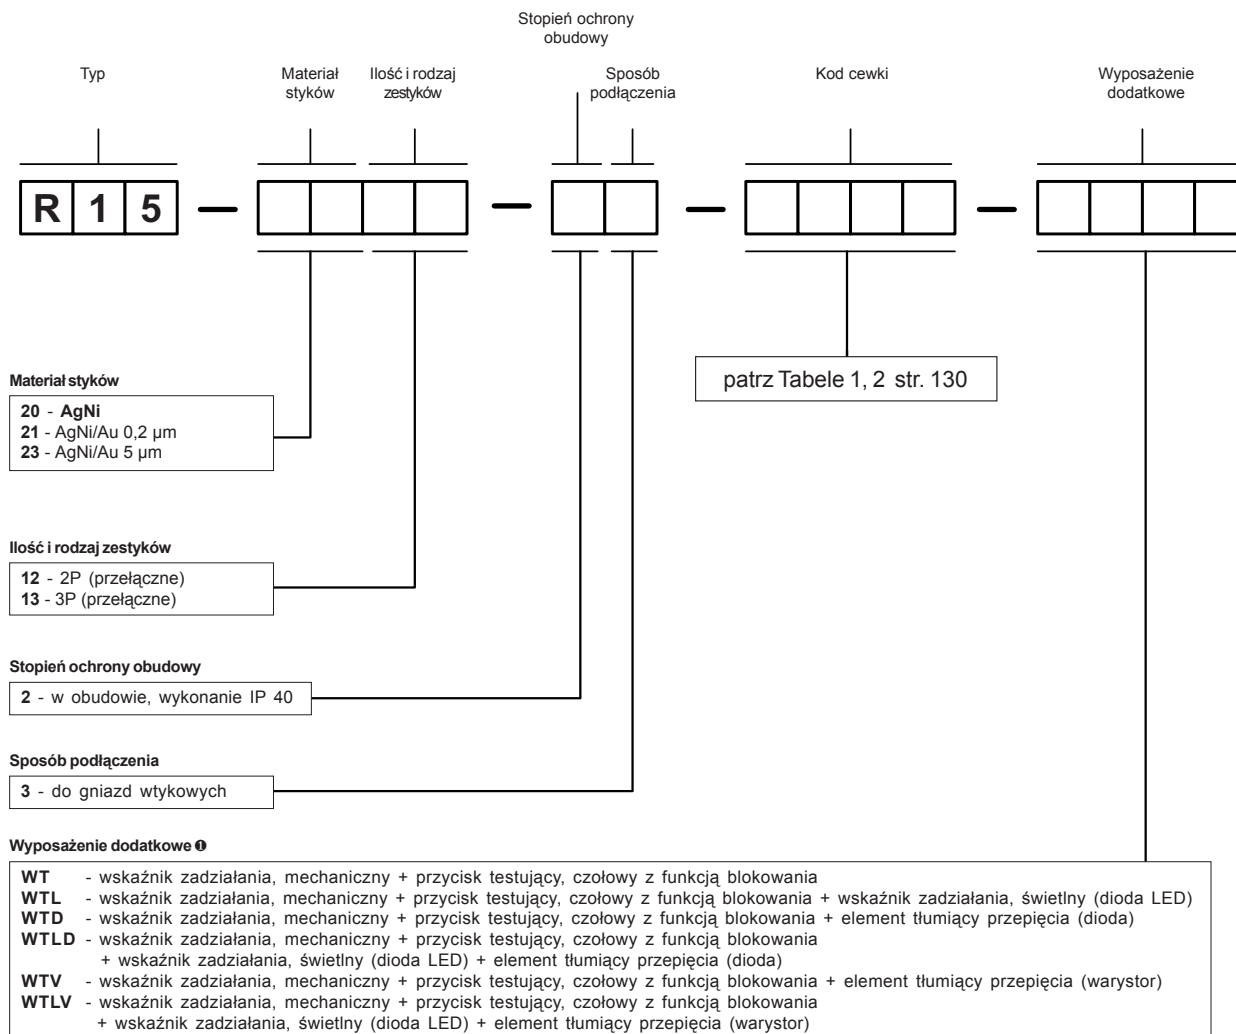 Stopień ochrony
obudowy
Typ
Materiał
styków
Ilość i rodzaj
zestyków
Sposób
podłączenia
Kod cewki
Wyposażenie
dodatkowe
R 1 5 – – – –
patrz Tabele 1, 2 str. 130
Materiał styków
20 - AgNi
21 - AgNi/Au 0,2 µm
23 - AgNi/Au 5 µm
Ilość i rodzaj zestyków
12 - 2P (przełączne)
13 - 3P (przełączne)
Stopień ochrony obudowy
2 - w obudowie, wykonanie IP 40
Sposób podłączenia
3 - do gniazd wtykowych
Wyposażenie dodatkowe ❶
WT - wskaźnik zadziałania, mechaniczny + przycisk testujący, czołowy z funkcją blokowania
WTL - wskaźnik zadziałania, mechaniczny + przycisk testujący, czołowy z funkcją blokowania + wskaźnik zadziałania, świetlny (dioda LED)
WTD - wskaźnik zadziałania, mechaniczny + przycisk testujący, czołowy z funkcją blokowania + element tłumiący przepięcia (dioda)
WTLD - wskaźnik zadziałania, mechaniczny + przycisk testujący, czołowy z funkcją blokowania
+ wskaźnik zadziałania, świetlny (dioda LED) + element tłumiący przepięcia (dioda)
WTV - wskaźnik zadziałania, mechaniczny + przycisk testujący, czołowy z funkcją blokowania + element tłumiący przepięcia (warystor)
WTLV - wskaźnik zadziałania, mechaniczny + przycisk testujący, czołowy z funkcją blokowania
+ wskaźnik zadziałania, świetlny (dioda LED) + element tłumiący przepięcia (warystor)